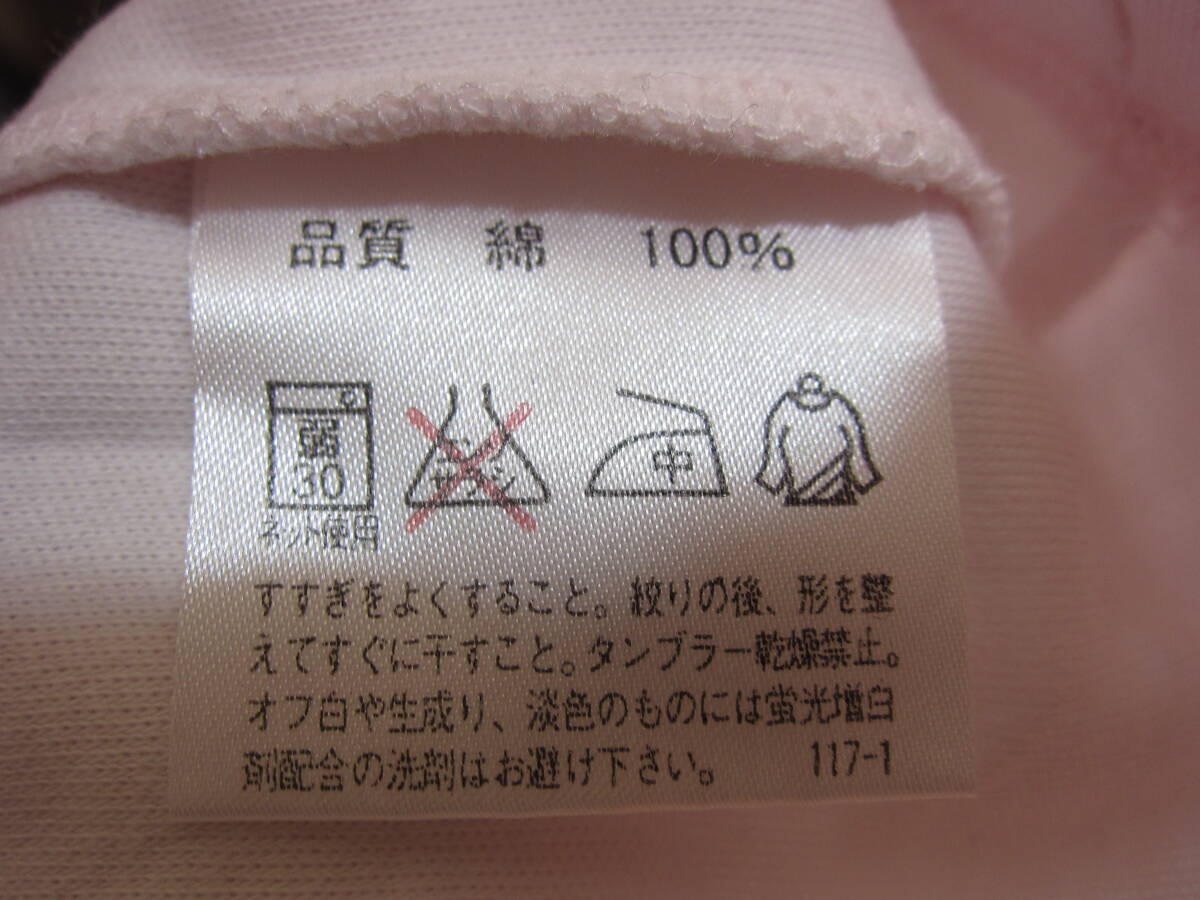 品質 綿 100%
弱
30
ネット使用
エンソ
サラシ
中
すすぎをよくすること。絞りの後、形を整
えてすぐに干すこと。タンブラー乾燥禁止。
オフ白や生成り、淡色のものには蛍光増白
剤配合の洗剤はお避け下さい。 117-1